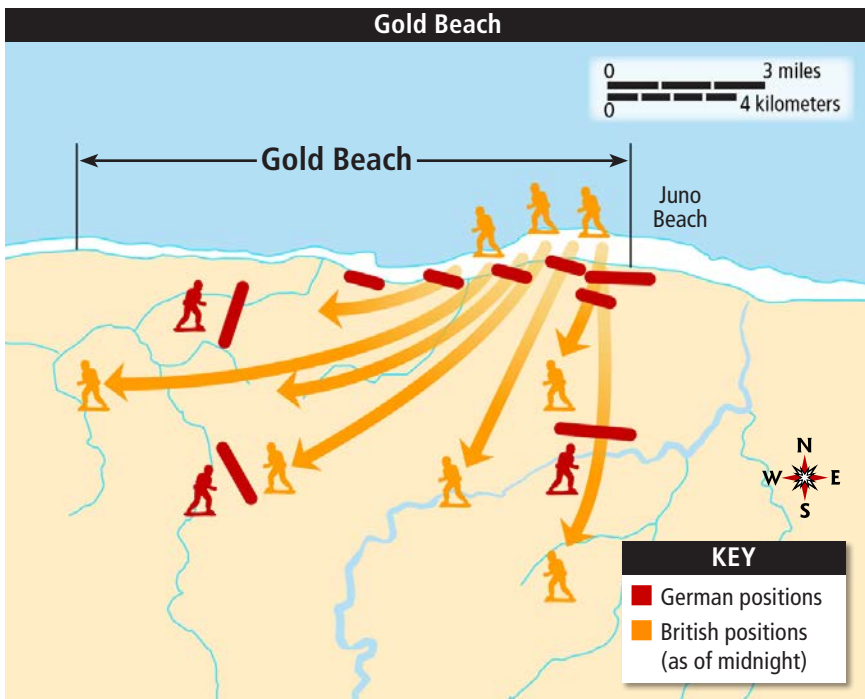 Gold Beach
0 3 miles
0 4 kilometers
Gold Beach
Juno
Beach
N
W E
S
KEY
German positions
British positions
(as of midnight)